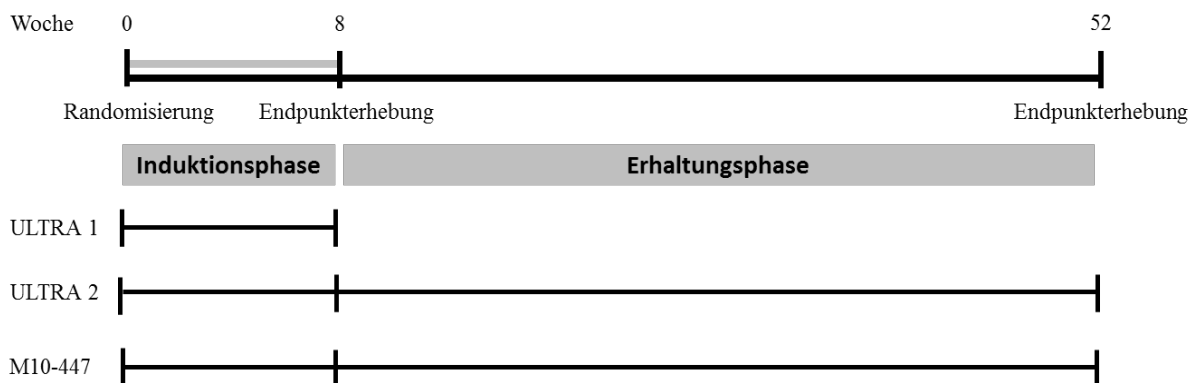 Woche 0 8 52
Randomisierung Endpunkterhebung Endpunkterhebung
Induktionsphase Erhaltungsphase
ULTRA 1
ULTRA 2
M10-447